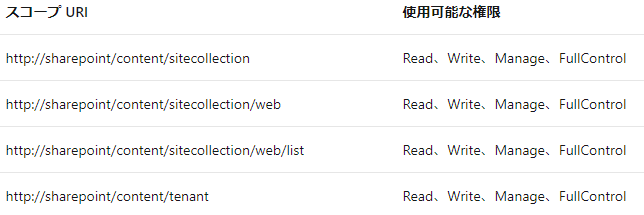 スコープ URI 使用可能な権限
http://sharepoint/content/sitecollection Read、Write、Manage、FullControl
http://sharepoint/content/sitecollection/web Read、Write、Manage、FullControl
http://sharepoint/content/sitecollection/web/list Read、Write、Manage、FullControl
http://sharepoint/content/tenant Read、Write、Manage、FullControl